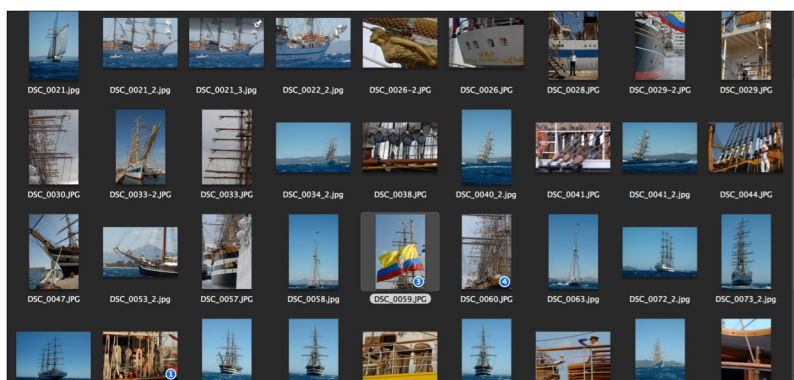 DSC_0021.jpg DSC_0021_2.jpg DSC_0021_3.jpg DSC_0022_2.jpg DSC_0026-2.JPG DSC_0026.JPG DSC_0028.JPG DSC_0029-2.JPG DSC_0029.JPG
DSC_0030.JPG DSC_0033-2.JPG DSC_0033.JPG DSC_0034_2.jpg DSC_0038.JPG DSC_0040_2.jpg DSC_0041.JPG DSC_0041_2.jpg DSC_0044.JPG
3 4
DSC_0047.JPG DSC_0053_2.jpg DSC_0057.JPG DSC_0058.jpg DSC_0059.JPG DSC_0060.JPG DSC_0063.jpg DSC_0072_2.jpg DSC_0073_2.jpg
1